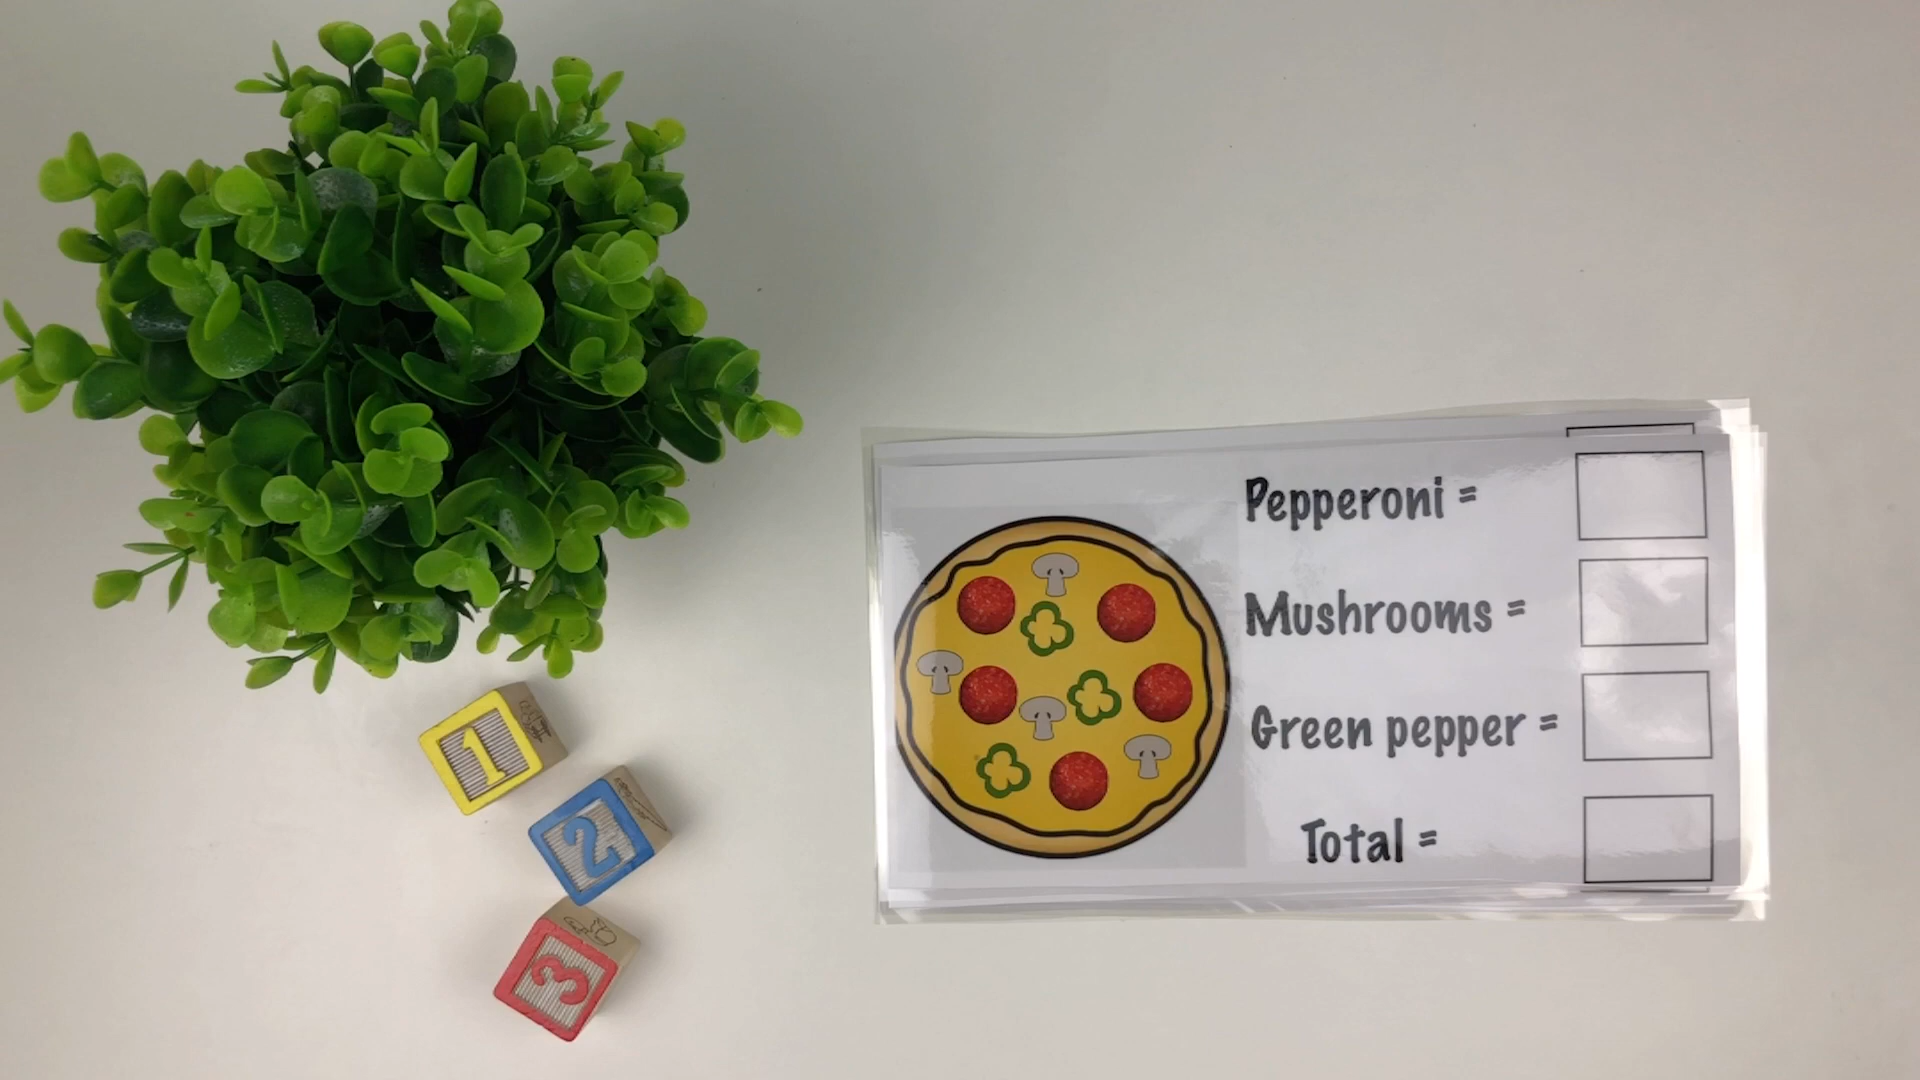 Pepperoni =
Mushrooms =
Green pepper =
Total =
1
2
3